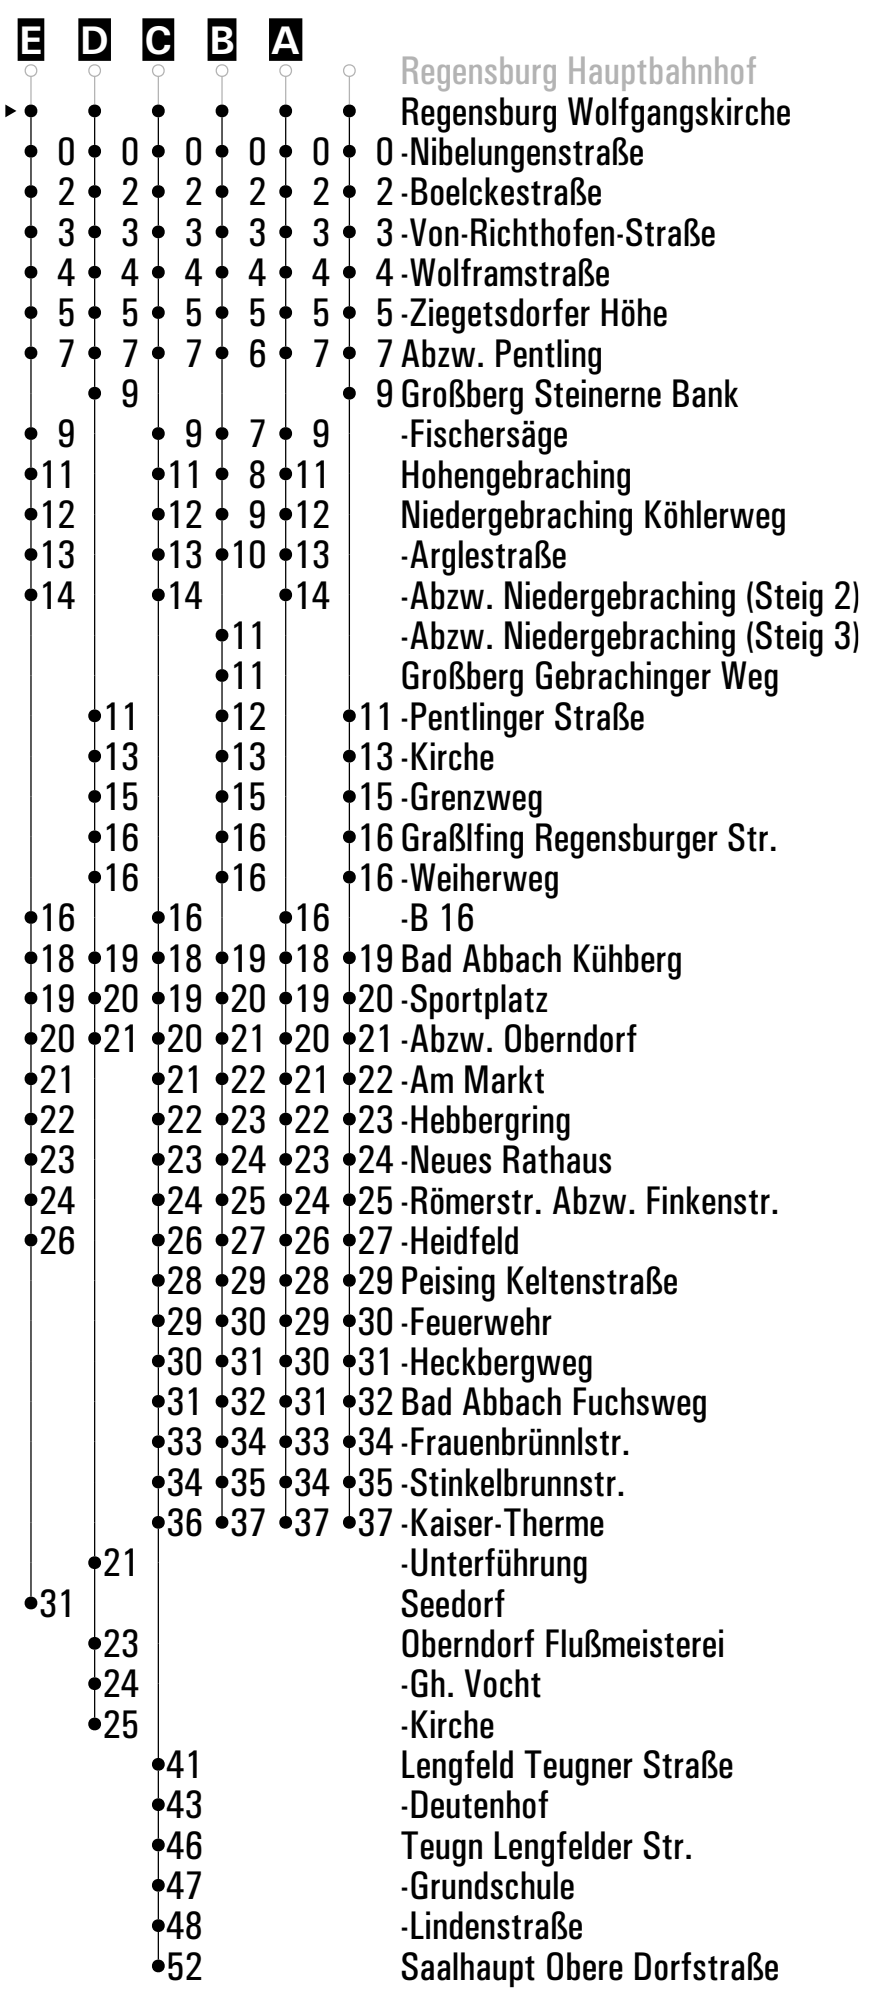 E D C B A
Regensburg Hauptbahnhof
Regensburg Wolfgangskirche
0 0 0 0 0 0 -Nibelungenstraße
2 2 2 2 2 2 -Boelckestraße
3 3 3 3 3 3 -Von-Richthofen-Straße
4 4 4 4 4 4 -Wolframstraße
5 5 5 5 5 5 -Ziegetsdorfer Höhe
7 7 7 6 7 7 Abzw. Pentling
9 9 Großberg Steinerne Bank
9 9 7 9 -Fischersäge
11 11 8 11 Hohengebraching
12 12 9 12 Niedergebraching Köhlerweg
13 13 10 13 -Arglestraße
14 14 14 -Abzw. Niedergebraching (Steig 2)
11 -Abzw. Niedergebraching (Steig 3)
11 Großberg Gebrachinger Weg
11 12 11 -Pentlinger Straße
13 13 13 -Kirche
15 15 15 -Grenzweg
16 16 16 Graßlfing Regensburger Str.
16 16 16 -Weiherweg
16 16 16 -B 16
18 19 18 19 18 19 Bad Abbach Kühberg
19 20 19 20 19 20 -Sportplatz
20 21 20 21 20 21 -Abzw. Oberndorf
21 21 22 21 22 -Am Markt
22 22 23 22 23 -Hebbergring
23 23 24 23 24 -Neues Rathaus
24 24 25 24 25 -Römerstr. Abzw. Finkenstr.
26 26 27 26 27 -Heidfeld
28 29 28 29 Peising Keltenstraße
29 30 29 30 -Feuerwehr
30 31 30 31 -Heckbergweg
31 32 31 32 Bad Abbach Fuchsweg
33 34 33 34 -Frauenbrünnlstr.
34 35 34 35 -Stinkelbrunnstr.
36 37 37 37 -Kaiser-Therme
21 -Unterführung
31 Seedorf
23 Oberndorf Flußmeisterei
24 -Gh. Vocht
25 -Kirche
41 Lengfeld Teugner Straße
43 -Deutenhof
46 Teugn Lengfelder Str.
47 -Grundschule
48 -Lindenstraße
52 Saalhaupt Obere Dorfstraße